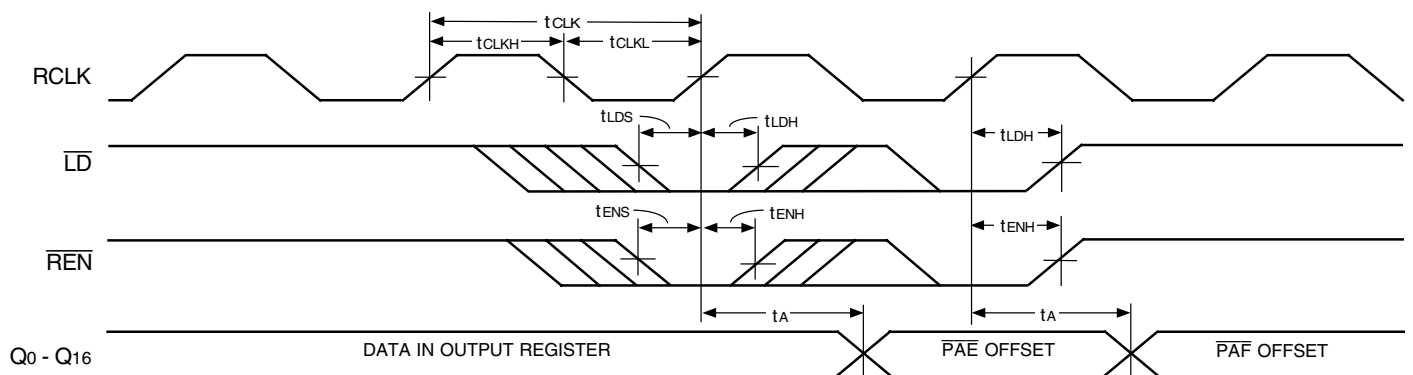 tCLK
tCLKH tCLKL
RCLK
tLDS tLDH tLDH
LD
tENS tENH tENH
REN
tA tA
Q0 - Q16 DATA IN OUTPUT REGISTER PAE OFFSET PAF OFFSET